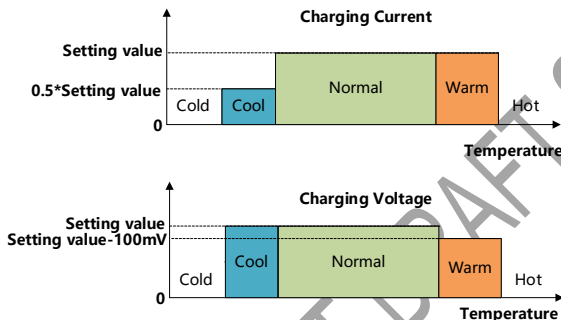 Charging Current
Setting value
0.5*Setting value
Cold
Cool
Normal
Warm
Hot
0
Temperature
Charging Voltage
Setting value
Setting value-100mV
Cold
Cool
Normal
Warm
Hot
0
Temperature
DRAFT